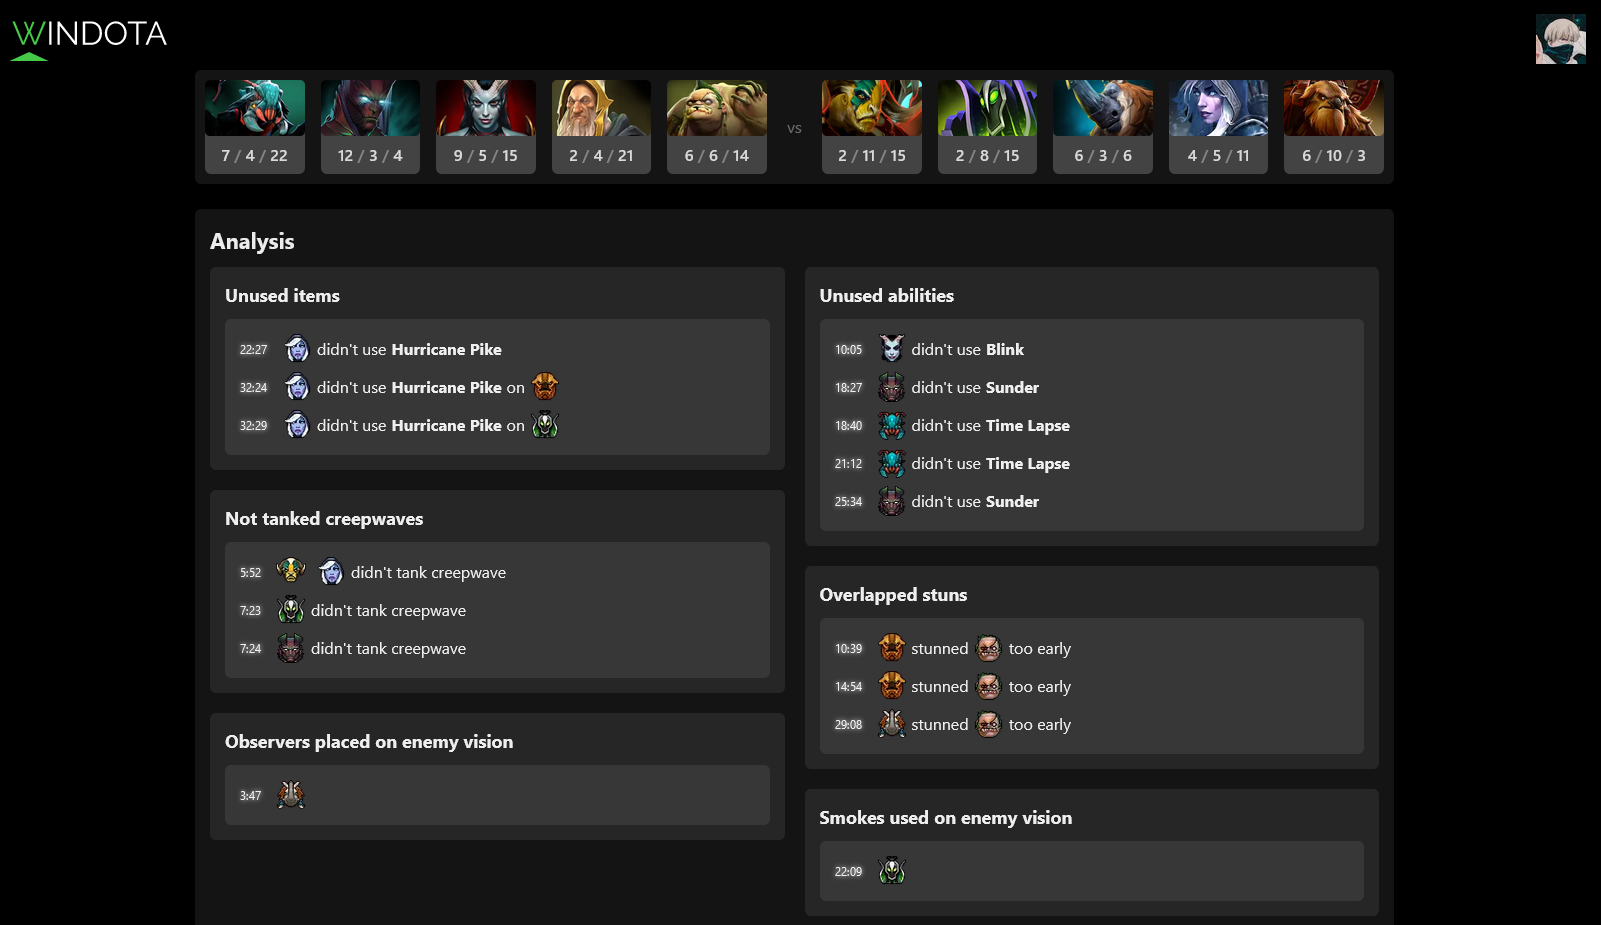 WINDOTA
7 / 4 / 22
12 / 3 / 4
9 / 5 / 15
2 / 4 / 21
6 / 6 / 14
vs
2 / 11 / 15
2 / 8 / 15
6 / 3 / 6
4 / 5 / 11
6 / 10 / 3
Analysis
Unused items
22:27 didn't use Hurricane Pike
32:24 didn't use Hurricane Pike on
32:29 didn't use Hurricane Pike on
Not tanked creepwaves
5:52 didn't tank creepwave
7:23 didn't tank creepwave
7:24 didn't tank creepwave
Observers placed on enemy vision
3:47
Unused abilities
10:05 didn't use Blink
18:27 didn't use Sunder
18:40 didn't use Time Lapse
21:12 didn't use Time Lapse
25:34 didn't use Sunder
Overlapped stuns
10:39 stunned too early
14:54 stunned too early
29:08 stunned too early
Smokes used on enemy vision
22:09